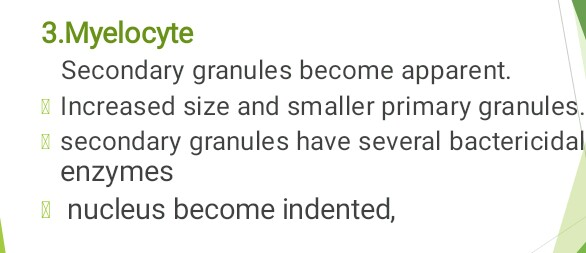 3.Myelocyte
Secondary granules become apparent.
Increased size and smaller primary granules.
secondary granules have several bactericidal
enzymes
nucleus become indented,